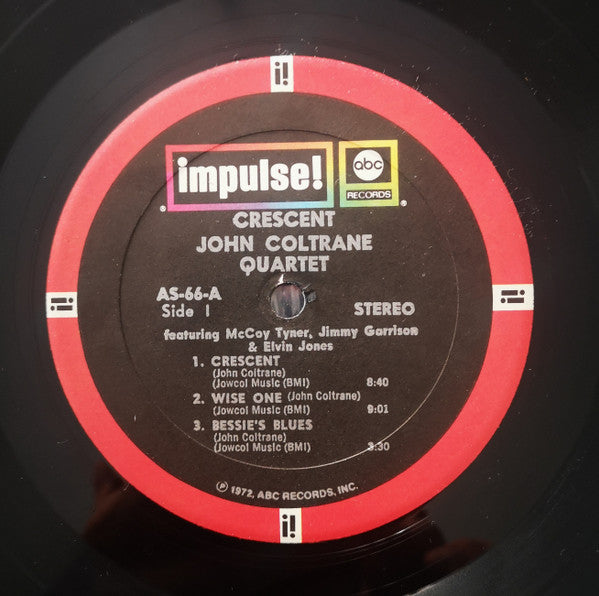 i!
impulse!
abc
RECORDS
® ®
CRESCENT
JOHN COLTRANE
QUARTET
AS-66-A
Side 1 STEREO
featuring McCoy Tyner, Jimmy Garrison
& Elvin Jones
1. CRESCENT
(John Coltrane)
(Jowcol Music (BMI) 8:40
2. WISE ONE (John Coltrane)
(Jowcol Music (BMI) 9:01
3. BESSIE'S BLUES
(John Coltrane)
(Jowcol Music (BMI) 3:30
℗ 1972, ABC RECORDS, INC.
i!
i!
i!